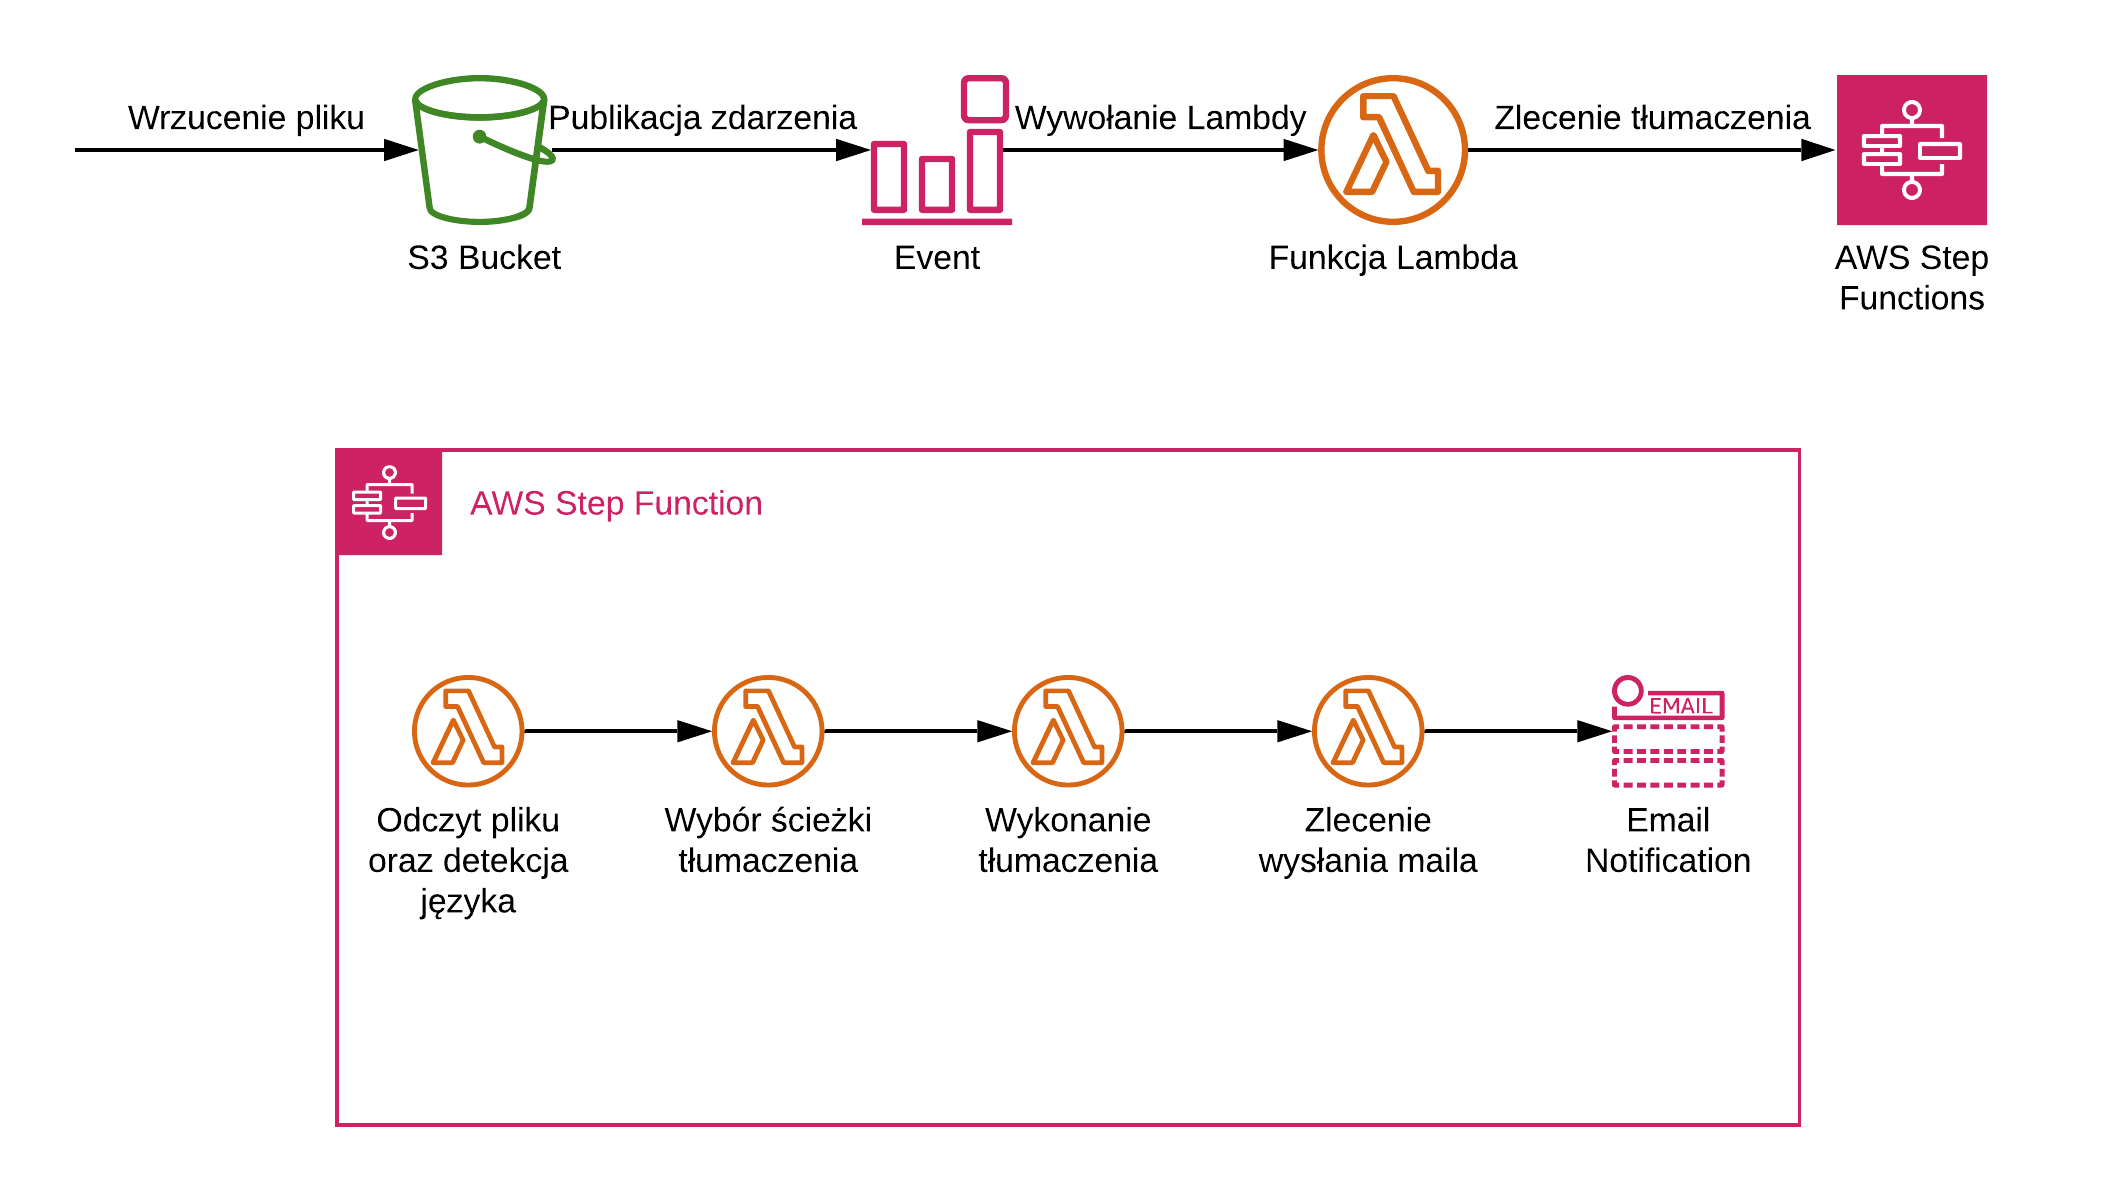 Wrzucenie pliku
Publikacja zdarzenia
Wywołanie Lambdy
Zlecenie tłumaczenia
S3 Bucket
Event
Funkcja Lambda
AWS Step
Functions
AWS Step Function
EMAIL
Odczyt pliku
oraz detekcja
języka
Wybór ścieżki
tłumaczenia
Wykonanie
tłumaczenia
Zlecenie
wysłania maila
Email
Notification